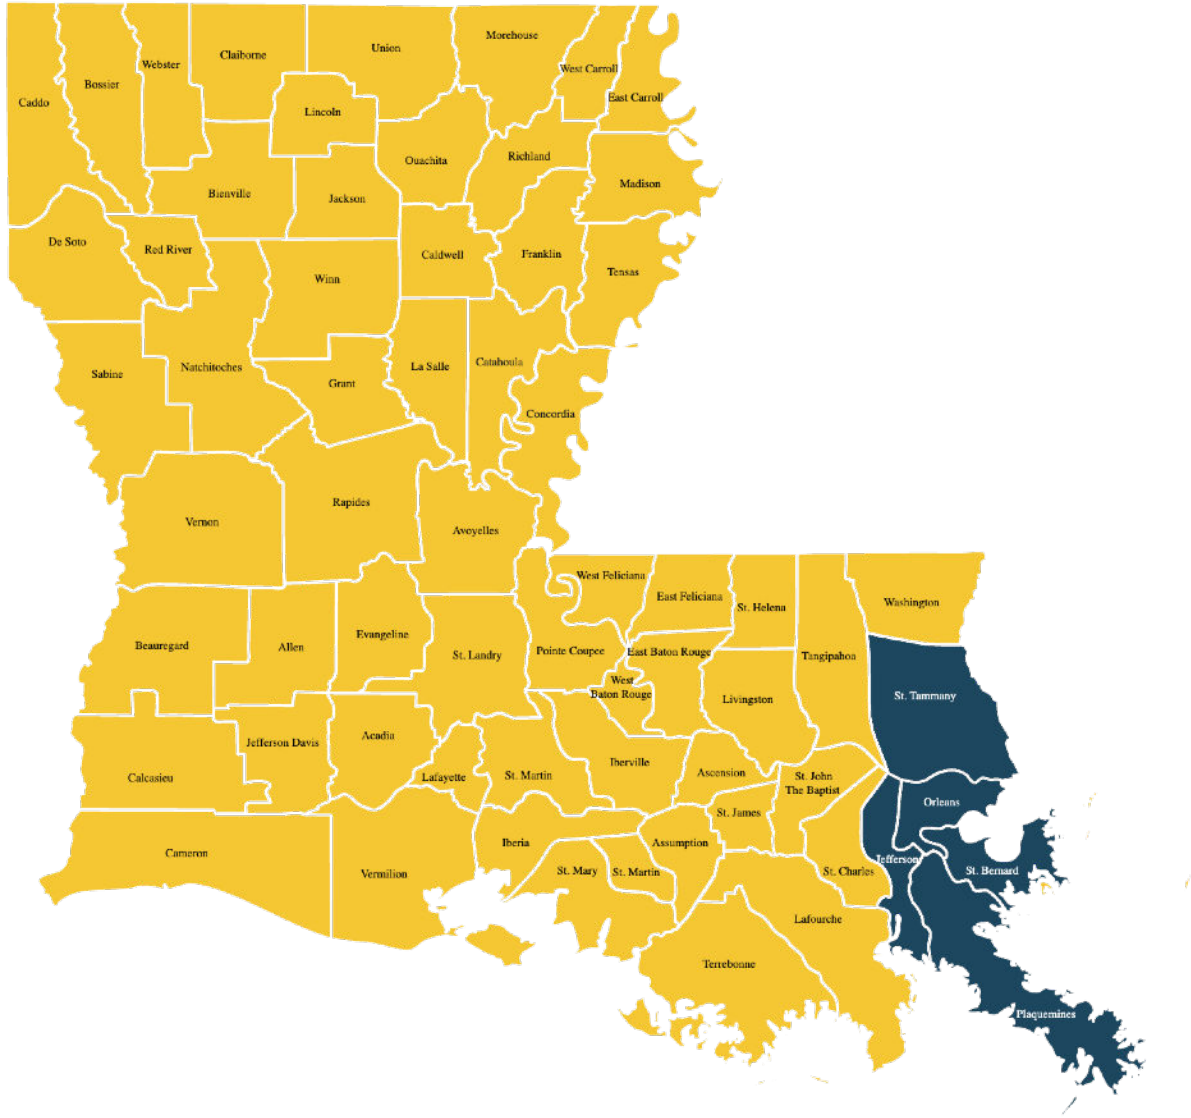 Morehouse
Union
Claiborne
Webster
West Carroll
Bossier
East Carroll
Caddo
Lincoln
Richland
Ouachita
Madison
Bienville
Jackson
De Soto
Red River
Caldwell
Franklin
Tensas
Winn
Catahoula
La Salle
Natchitoches
Sabine
Grant
Concordia
Rapides
Vernon
Avoyelles
West Feliciana
East Feliciana
Washington
St. Helena
Evangeline
Beauregard
Allen
Pointe Coupee
East Baton Rouge
St. Landry
Tangipahoa
West
Baton Rouge
St. Tammany
Livingston
Acadia
Jefferson Davis
Iberville
Ascension
St. Martin
Lafayette
Calcasieu
St. John
The Baptist
Orleans
St. James
Iberia
Assumption
Cameron
Jefferson
St. Mary
St. Martin
St. Charles
St. Bernard
Vermilion
Lafourche
Terrebonne
Plaquemines